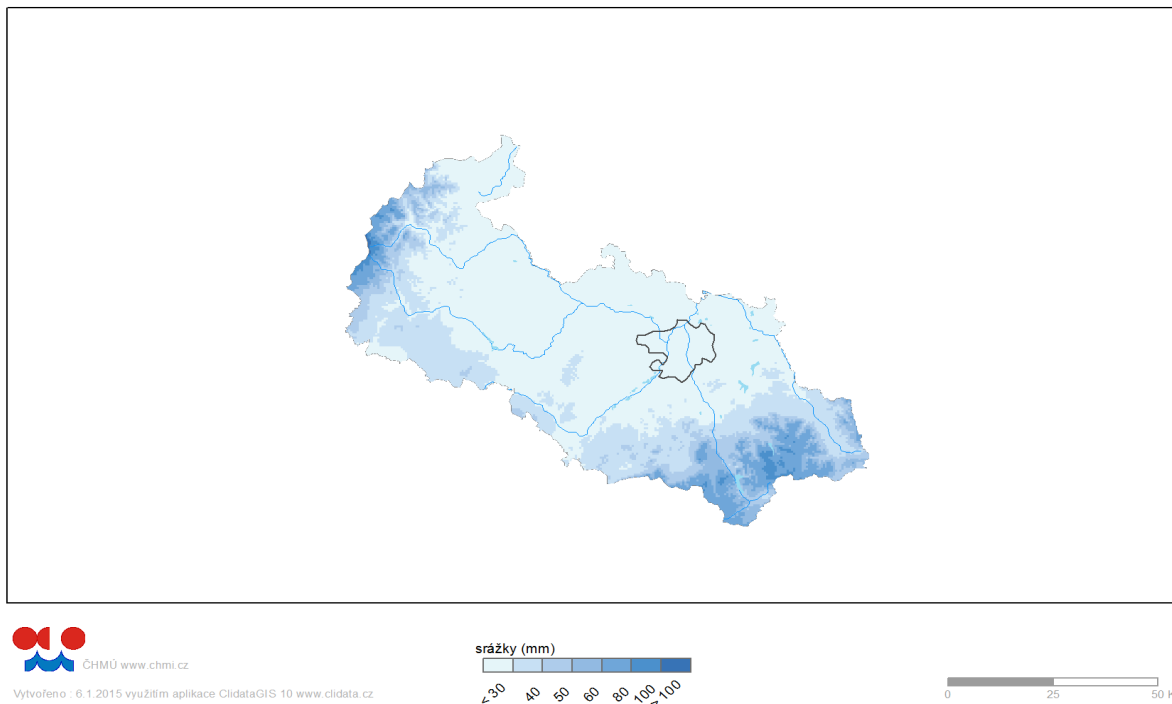 ČHMÚ www.chmi.cz
Vytvořeno : 6.1.2015 využitím aplikace ClidataGIS 10 www.clidata.cz
srážky (mm)
< 30 40 50 60 80 100 > 100
0 25 50 K